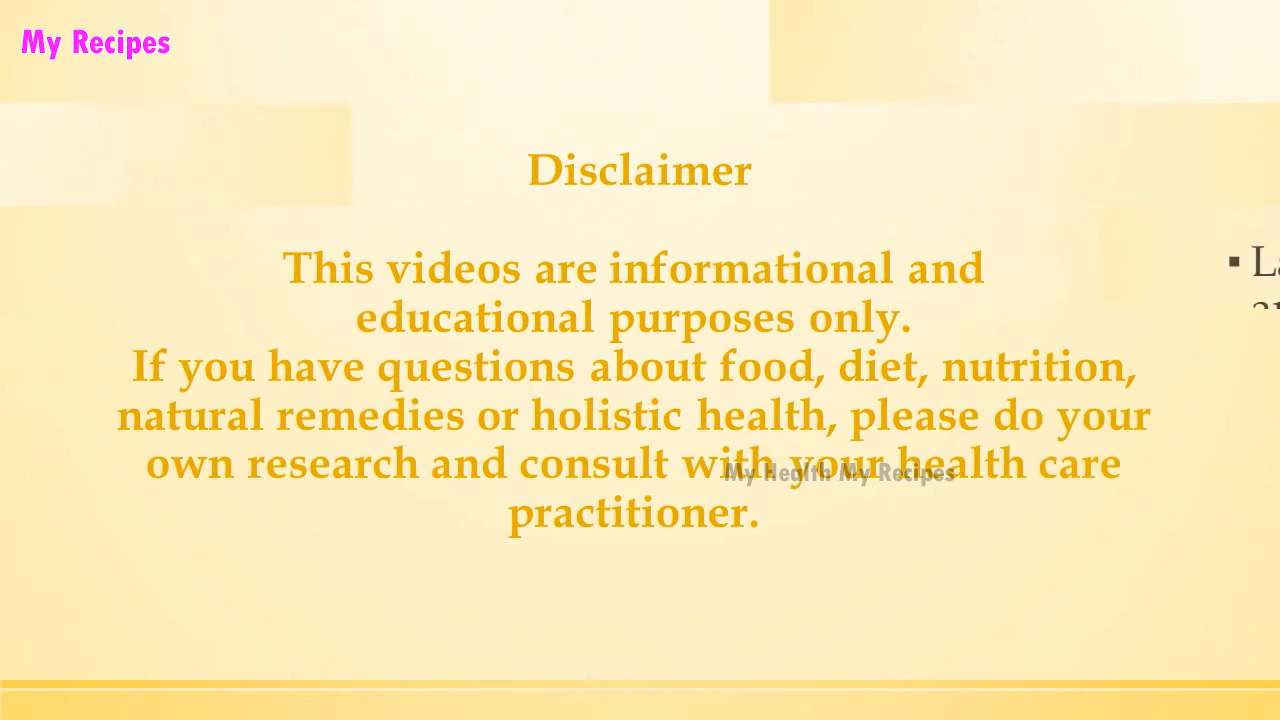 My Recipes
Disclaimer
This videos are informational and
educational purposes only.
If you have questions about food, diet, nutrition,
natural remedies or holistic health, please do your
own research and consult with your health care
My Health My Recipes
practitioner.